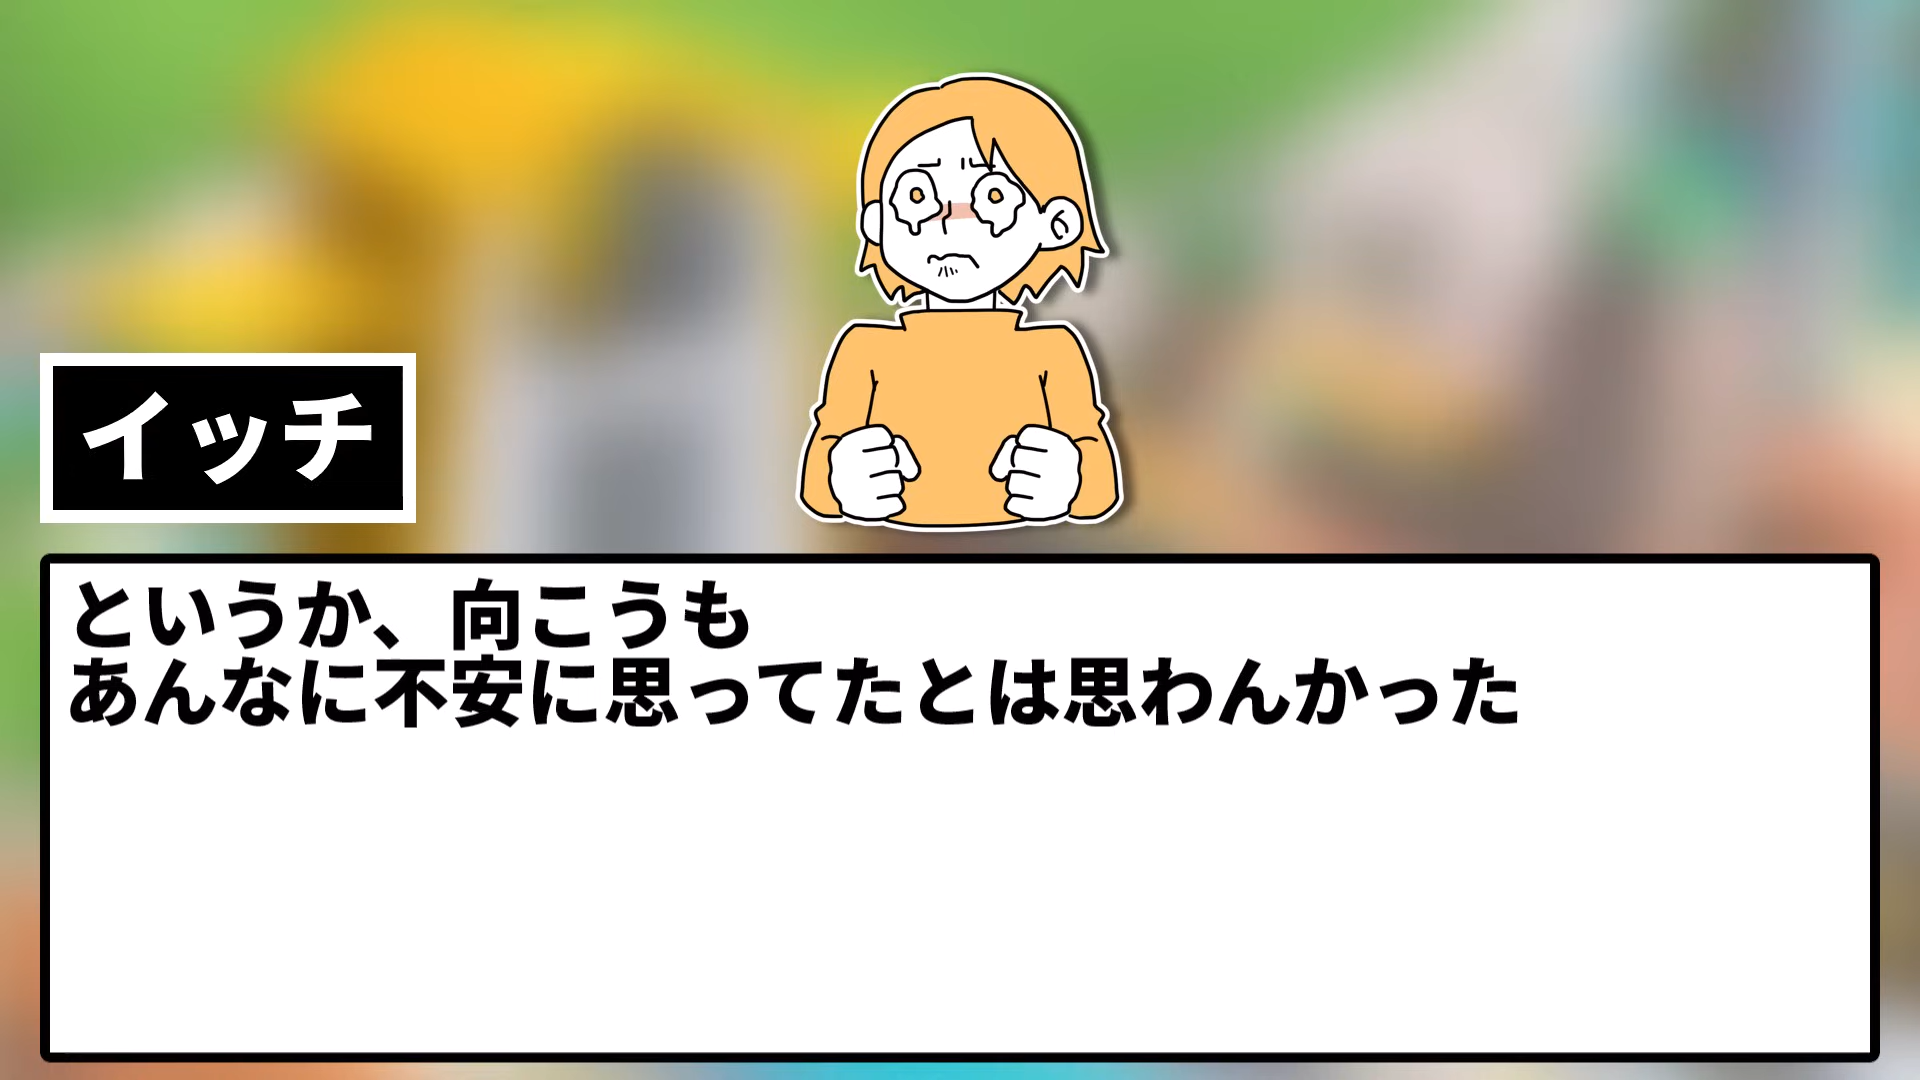 イッチ
というか、向こうも
あんなに不安に思ってたとは思わんかった